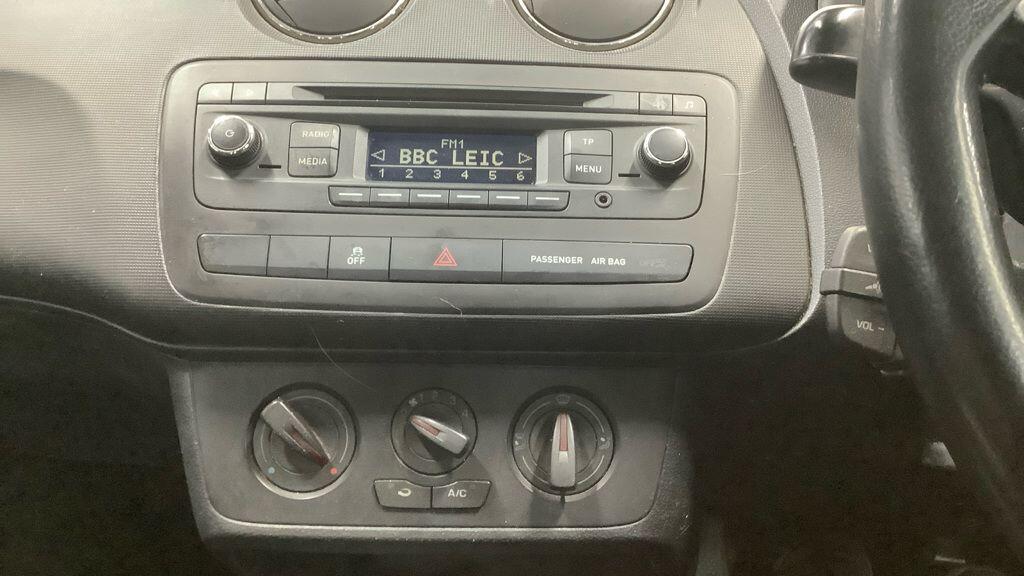 RADIO
MEDIA
FM1
BBC LEIC
1 2 3 4 5 6
TP
MENU
OFF
PASSENGER AIR BAG
VOL -
A/C